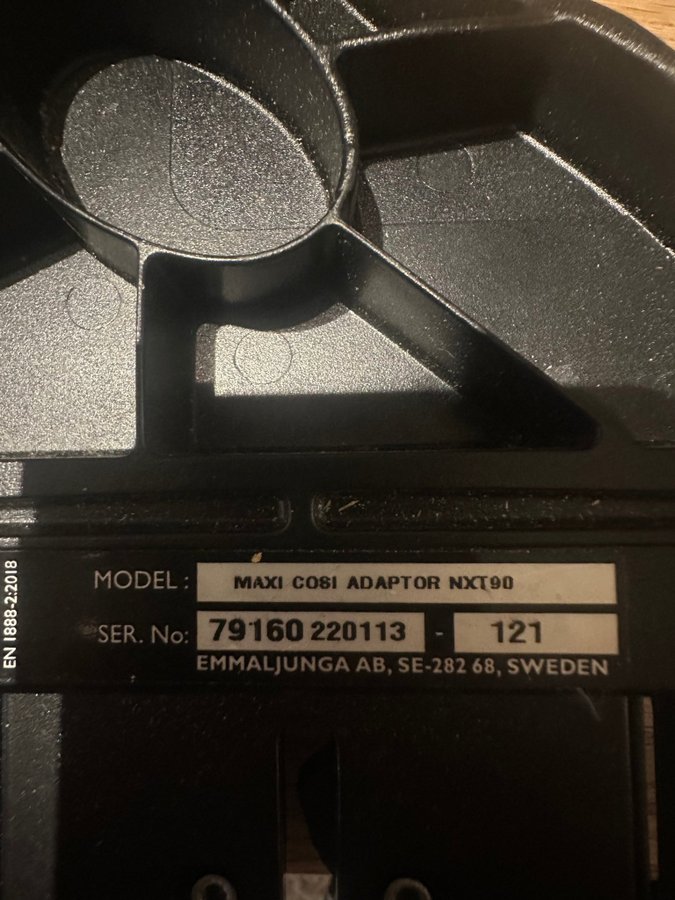 MODEL: MAXI COSI ADAPTOR NXT90
SER. No: 79160 220113 - 121
EMMALJUNGA AB, SE-282 68, SWEDEN
EN 1888-2:2018